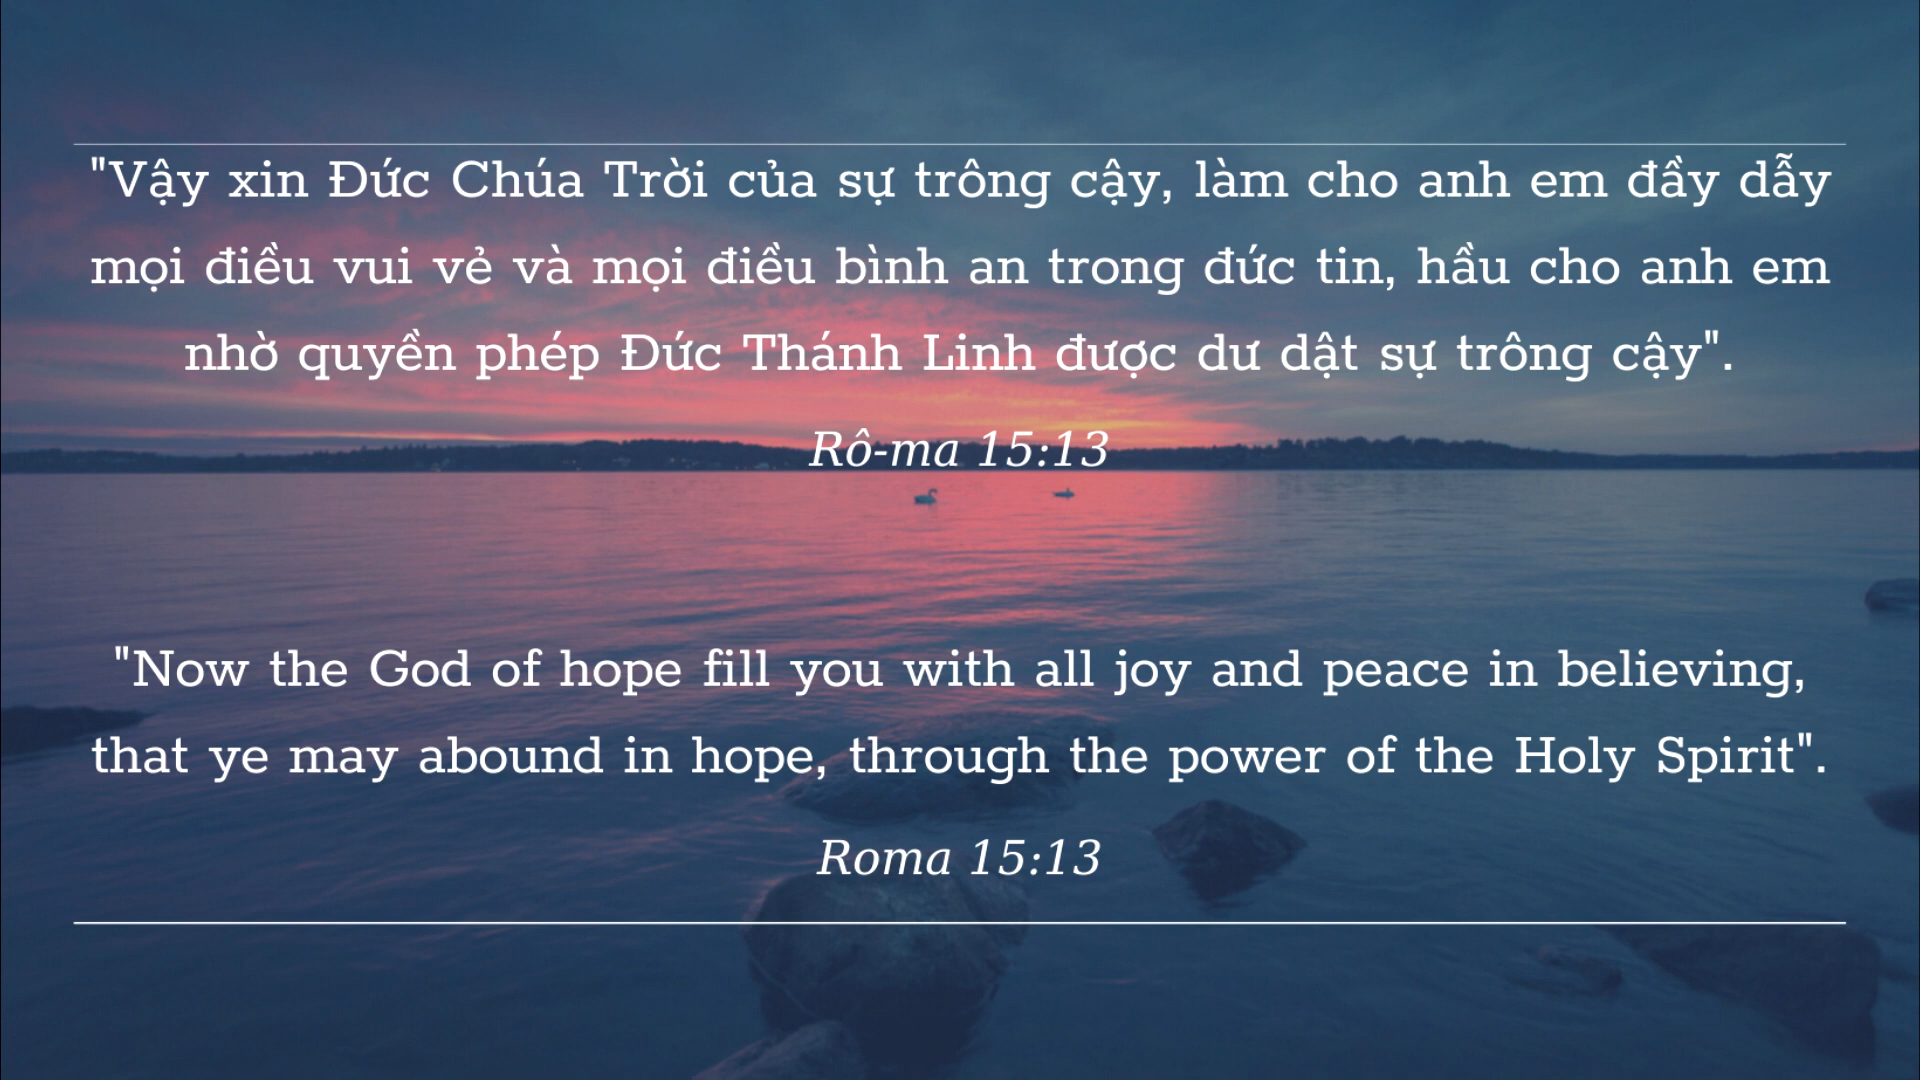 "Vậy xin Đức Chúa Trời của sự trông cậy, làm cho anh em đầy dẫy
mọi điều vui vẻ và mọi điều bình an trong đức tin, hầu cho anh em
nhờ quyền phép Đức Thánh Linh được dư dật sự trông cậy".
Rô-ma 15:13
"Now the God of hope fill you with all joy and peace in believing,
that ye may abound in hope, through the power of the Holy Spirit".
Roma 15:13